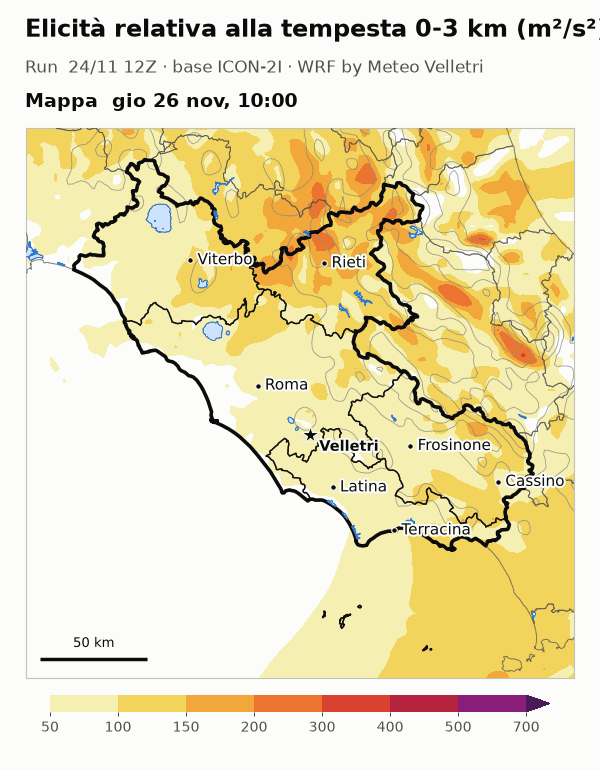 Elicità relativa alla tempesta 0-3 km (m²/s²)
Run 24/11 12Z · base ICON-2I · WRF by Meteo Velletri
Mappa gio 26 nov, 10:00
Viterbo
Rieti
Roma
Velletri
Frosinone
Cassino
Latina
Terracina
50 km
50 100 150 200 300 400 500 700